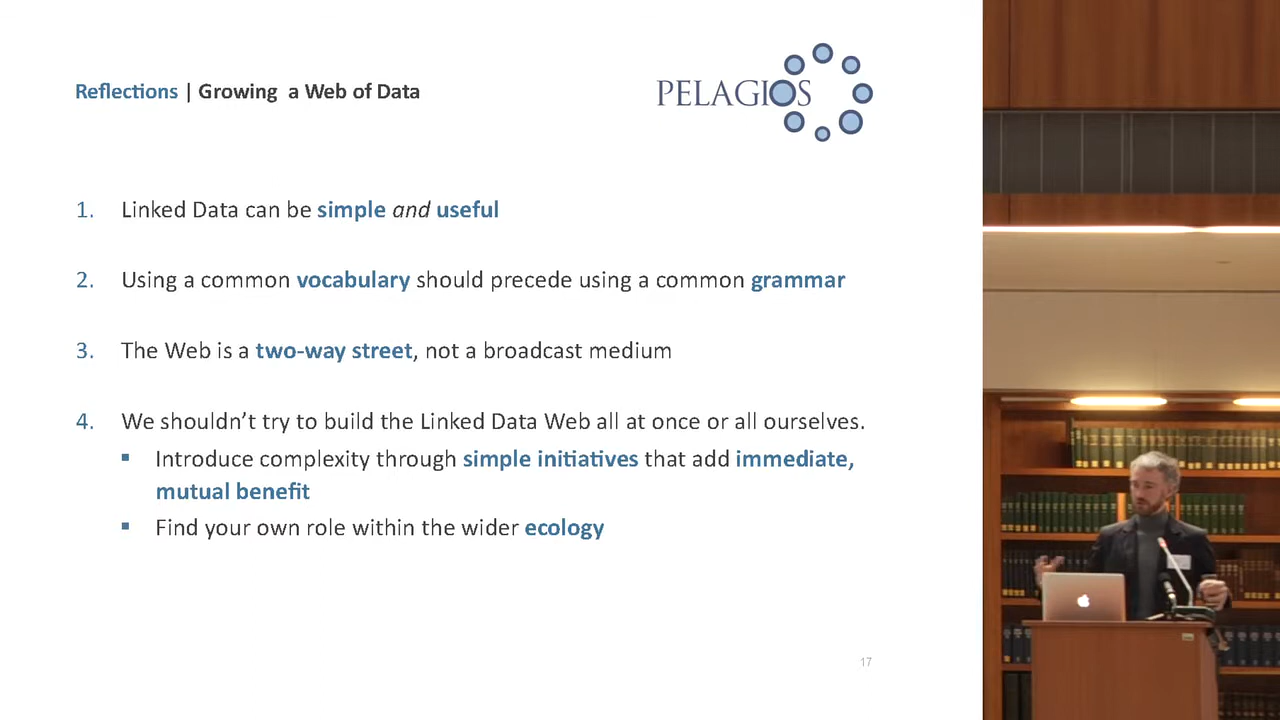 Reflections | Growing a Web of Data
PELAGIOS
1. Linked Data can be simple and useful
2. Using a common vocabulary should precede using a common grammar
3. The Web is a two-way street, not a broadcast medium
4. We shouldn’t try to build the Linked Data Web all at once or all ourselves.
▪ Introduce complexity through simple initiatives that add immediate,
mutual benefit
▪ Find your own role within the wider ecology
17